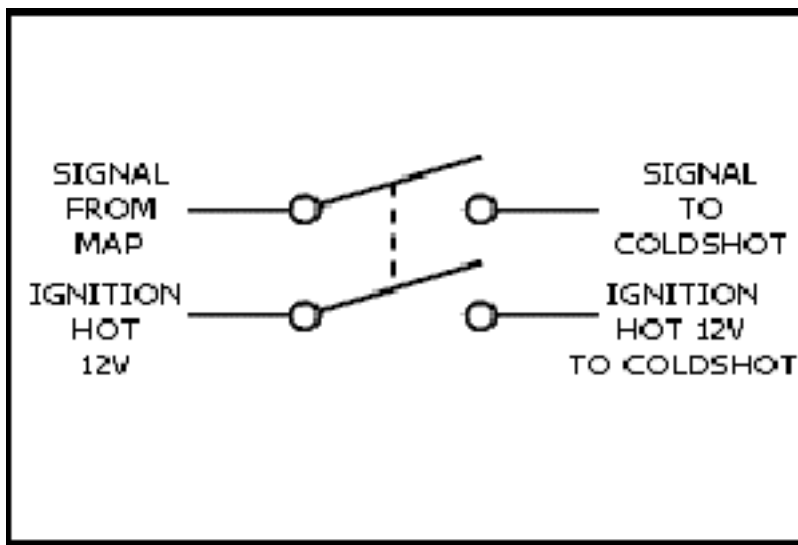 SIGNAL
FROM
MAP
SIGNAL
TO
COLDSHOT
IGNITION
HOT
12V
IGNITION
HOT 12V
TO COLDSHOT